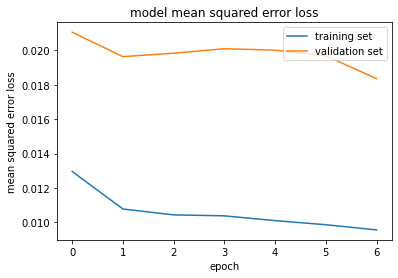 model mean squared error loss
training set
validation set
mean squared error loss
0.020
0.018
0.016
0.014
0.012
0.010
0 1 2 3 4 5 6
epoch